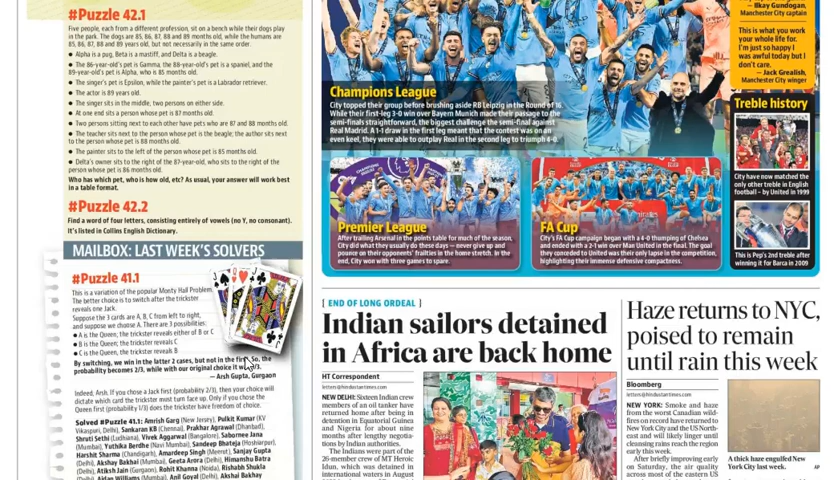 #Puzzle 42.1
Five people, each from a different profession, sit on a bench while their dogs play
in the park. The dogs are 85, 86, 87, 88 and 89 months old, while the humans are
85, 86, 87, 88 and 89 years old, but not necessarily in the same order.
● Alpha is a pug, Beta is a mastiff, and Delta is a beagle.
● The 86-year-old's pet is Gamma, the 88-year-old's pet is a spaniel, and the
89-year-old's pet is Alpha, who is 85 months old.
● The singer's pet is Epsilon, while the painter's pet is a Labrador retriever.
● The actor is 89 years old.
● The singer sits in the middle, two persons on either side.
● At one end is a person whose pet is 87 months old.
● Two persons sitting next to each other have pets who are 87 and 88 months old.
● The teacher sits next to the person whose pet is the beagle; the author sits next
to the person whose pet is 88 months old.
● The painter sits to the left of the person whose pet is 85 months old.
● Delta's owner sits to the right of the 87-year-old, who sits to the right of the
person whose pet is 86 months old.
Who has which pet, who is how old, etc? As usual, your answer will work best
in a table format.
#Puzzle 42.2
Find a word of four letters, consisting entirely of vowels (no Y, no consonant).
It's listed in Collins English Dictionary.
MAILBOX: LAST WEEK'S SOLVERS
#Puzzle 41.1
This is a variation of the popular Monty Hall Problem.
The better choice is to switch after the trickster
reveals one Jack.
Suppose the 3 cards are A, B, C from left to right,
and suppose we choose A. There are 3 possibilities:
● A is the Queen, the trickster reveals either of B or C
● B is the Queen; the trickster reveals C
● C is the Queen, the trickster reveals B
By switching, we win in the latter 2 cases, but not in the first. So, the
probability becomes 2/3, while with our original choice it was 1/3.
— Arsh Gupta, Gurgaon
Indeed, Arsh. If you chose a Jack first (probability 2/3), then your choice will
dictate which card the trickster must turn face up. Only if you chose the
Queen first (probability 1/3) does the trickster have freedom of choice.
Solved #Puzzle 41.1: Amrish Garg (New Jersey), Pulkit Kumar (KV
Vikaspuri, Delhi), Sankaran KB (Chennai), Prakhar Agrawal (Dhanbad),
Shruti Sethi (Ludhiana), Vivek Aggarwal (Bangalore), Sabornee Jana
(Mumbai), Yuthika Berdhe (Navi Mumbai), Sandeep Bhateja (Hoshiarpur),
Harshit Sharma (Chandigarh), Amardeep Singh (Meerut), Sanjay Gupta
(Delhi), Akshay Bakhai (Mumbai), Geeta Arora (Delhi), Himanshu Batra
(Delhi), Atiksh Jain (Gurgaon), Rohit Khanna (Noida), Rishabh Shukla
Champions League
City topped their group before brushing aside RB Leipzig in the Round of 16.
While their first-leg 3-0 win over Bayern Munich made their passage to the
semi-finals straightforward, the biggest challenge the semi-final against
Real Madrid. A 1-1 draw in the first leg meant that the contest was on an
even keel, they were able to outplay Real in the second leg to triumph 4-0.
Premier League
After trailing Arsenal in the points table for much of the season,
City did what they usually do these days — never give up and
pounce on their opponents' frailties in the home stretch. In the
end, City won with three games to spare.
FA Cup
City's FA Cup campaign began with a 4-0 thumping of Chelsea
and ended with a 2-1 win over Man United in the final. The goal
they conceded to United was their only lapse in the competition,
highlighting their immense defensive compactness.
— Ilkay Gundogan,
Manchester City captain
This is what you
work your
whole life for.
I'm just so happy I
was awful today but I
don't care.
— Jack Grealish,
Manchester City winger
Treble history
City have now matched the
only other treble in English
football – by United in 1999
This is Pep's 2nd treble after
winning it for Barca in 2009
[ END OF LONG ORDEAL ]
Indian sailors detained
in Africa are back home
HT Correspondent
letters@hindustantimes.com
NEW DELHI: Sixteen Indian crew
members of an oil tanker have
returned home after being in
detention in Equatorial Guinea
and Nigeria for about nine
months after lengthy negotia-
tions by Indian authorities.
The Indians were part of the
26-member crew of MT Heroic
Idun, which was detained in
international waters in August
Haze returns to NYC,
poised to remain
until rain this week
Bloomberg
letters@hindustantimes.com
NEW YORK: Smoke and haze
from the worst Canadian wild-
fires on record have returned to
New York City and the US North-
east and will likely linger until
cleansing rains reach the region
early this week.
After briefly improving early
on Saturday, the air quality
across most of the eastern US
A thick haze engulfed New
York City last week. AP